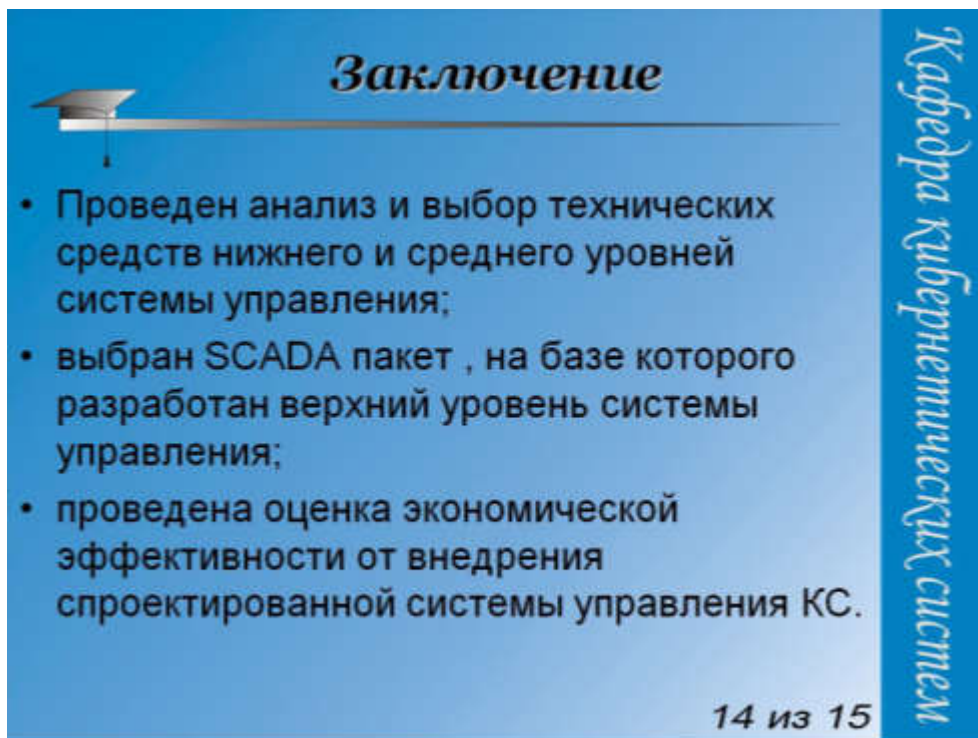 Заключение
• Проведен анализ и выбор технических
средств нижнего и среднего уровней
системы управления;
• выбран SCADA пакет , на базе которого
разработан верхний уровень системы
управления;
• проведена оценка экономической
эффективности от внедрения
спроектированной системы управления КС.
14 из 15
Кафедра кибернетических систем